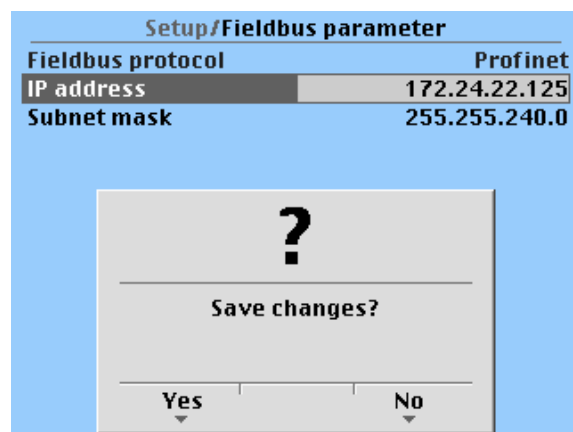 Setup/Fieldbus parameter
Fieldbus protocol Profinet
IP address 172.24.22.125
Subnet mask 255.255.240.0
?
Save changes?
Yes No